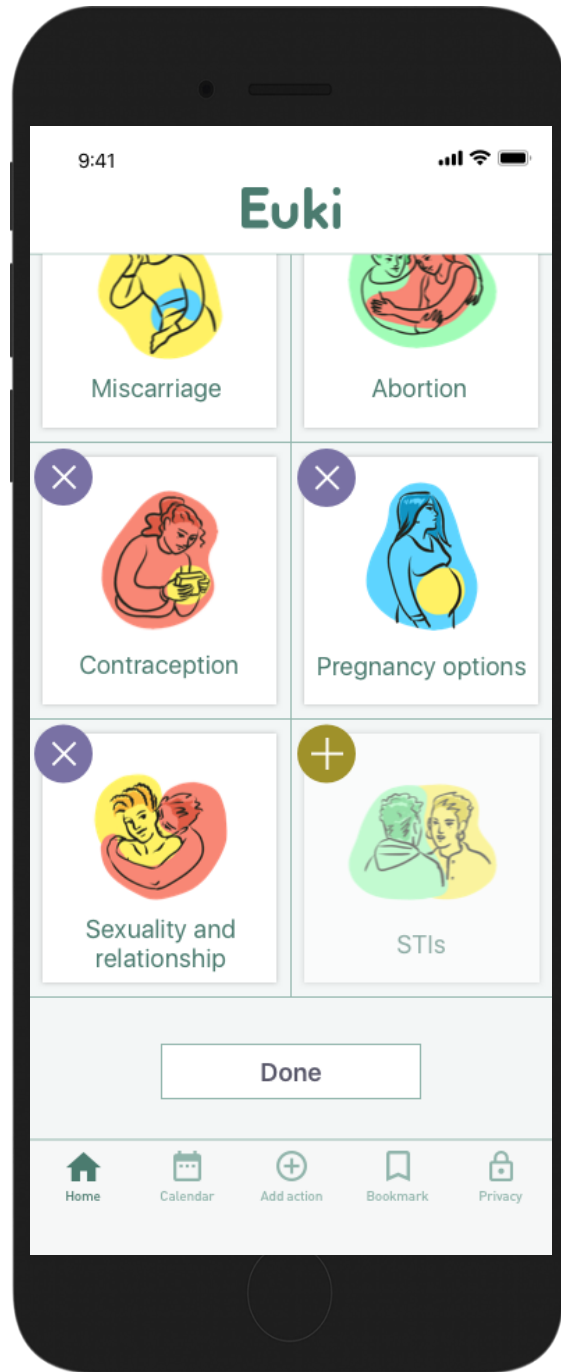 9:41
Euki
Miscarriage
Abortion
Contraception
Pregnancy options
Sexuality and
relationship
STIs
Done
Home
Calendar
Add action
Bookmark
Privacy